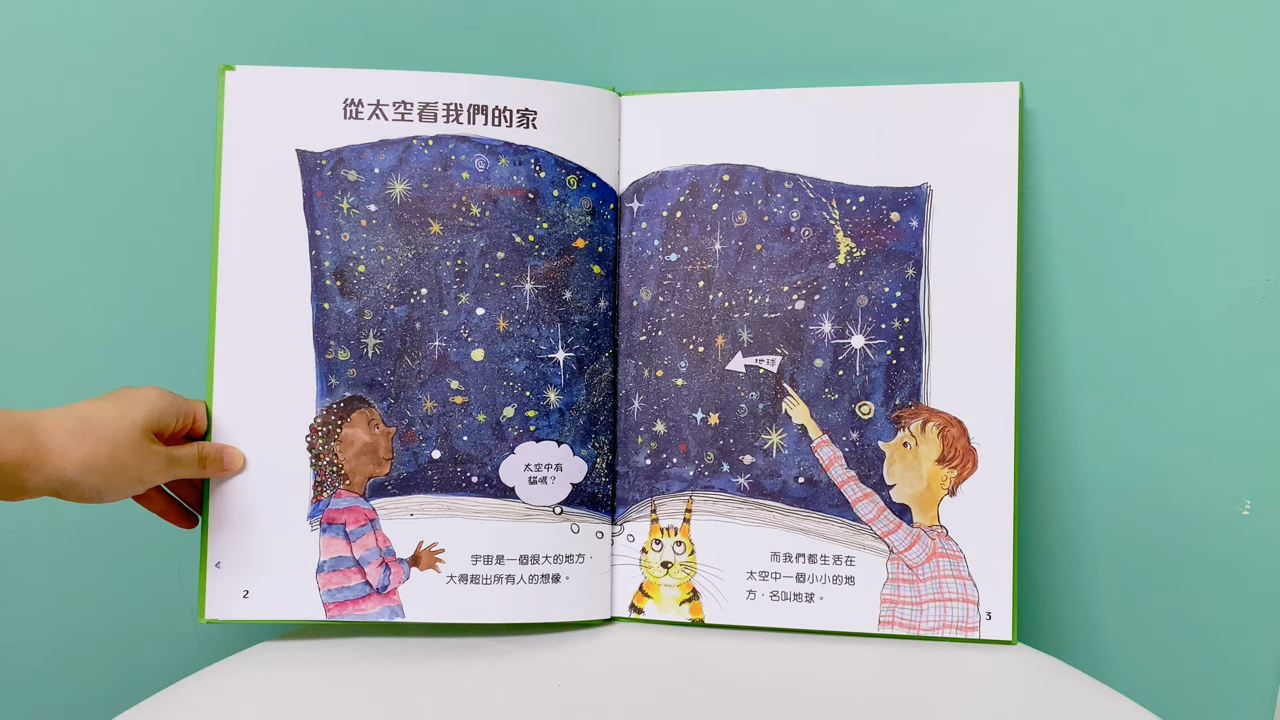 從太空看我們的家
地球
太空中有
貓嗎？
宇宙是一個很大的地方，
大得超出所有人的想像。
2
而我們都生活在
太空中一個小小的地
方，名叫地球。
3